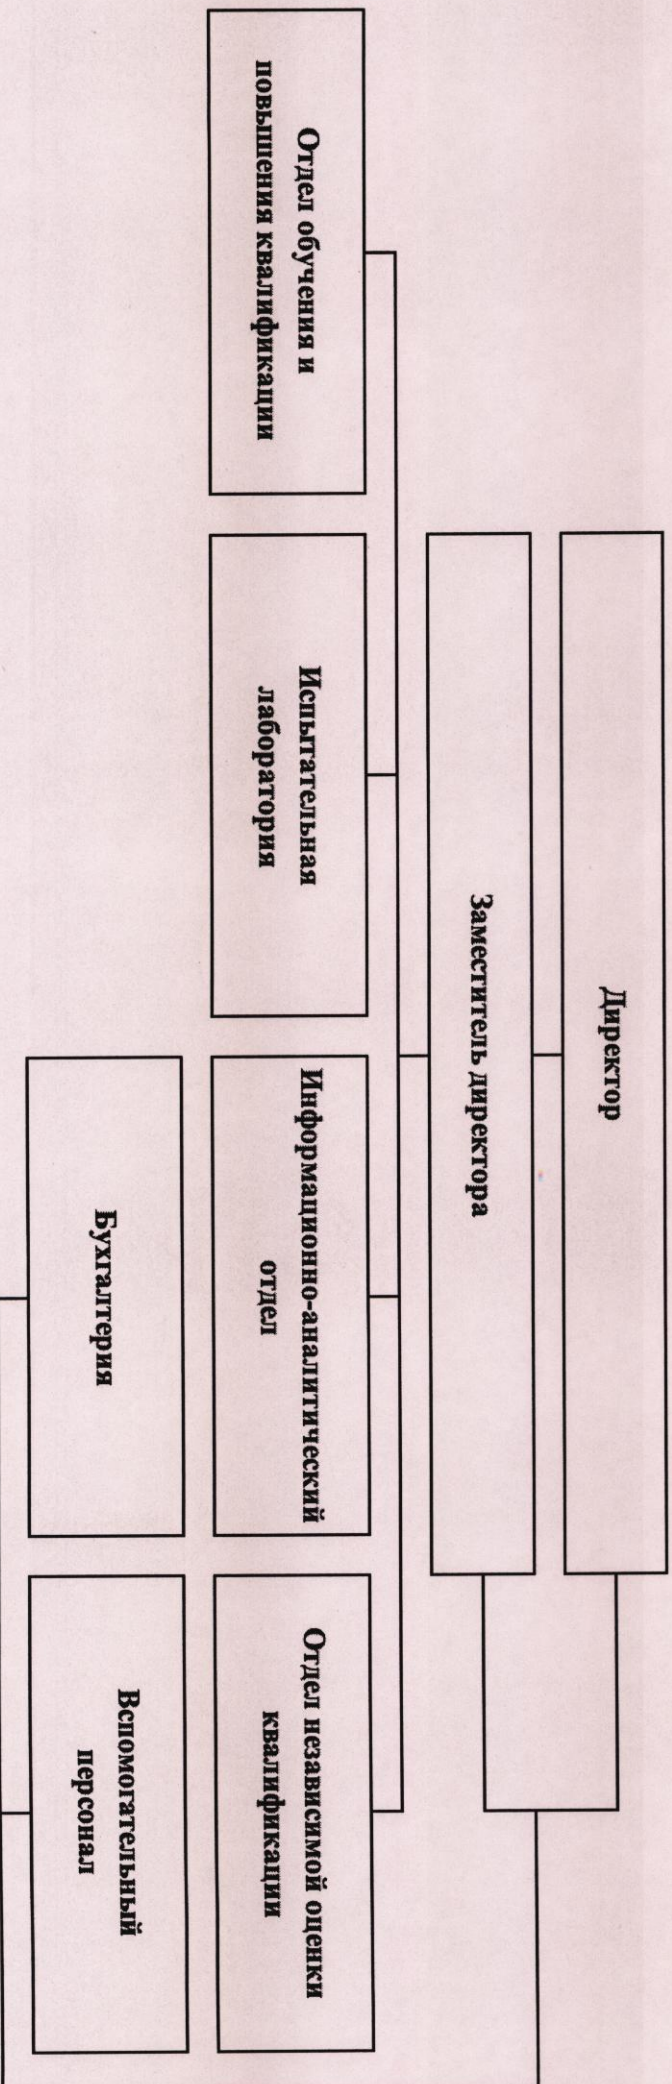 Директор
Заместитель директора
Отдел обучения и
повышения квалификации
Испытательная
лаборатория
Информационно-аналитический
отдел
Отдел независимой оценки
квалификации
Бухгалтерия
Вспомогательный
персонал